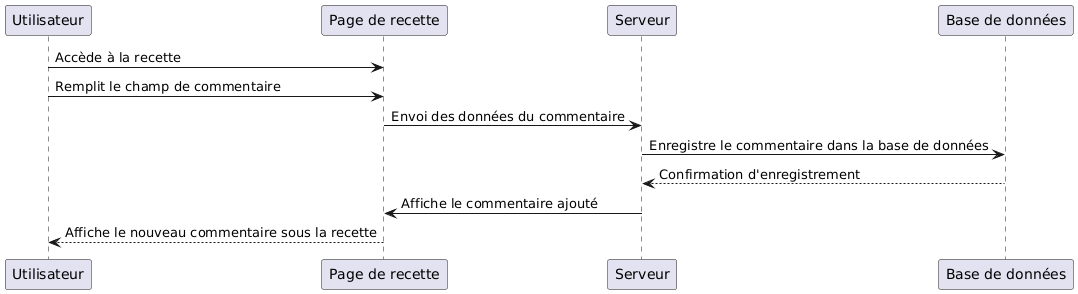 Utilisateur
Page de recette
Serveur
Base de données
Accède à la recette
Remplit le champ de commentaire
Envoi des données du commentaire
Enregistre le commentaire dans la base de données
Confirmation d'enregistrement
Affiche le commentaire ajouté
Affiche le nouveau commentaire sous la recette
Utilisateur
Page de recette
Serveur
Base de données